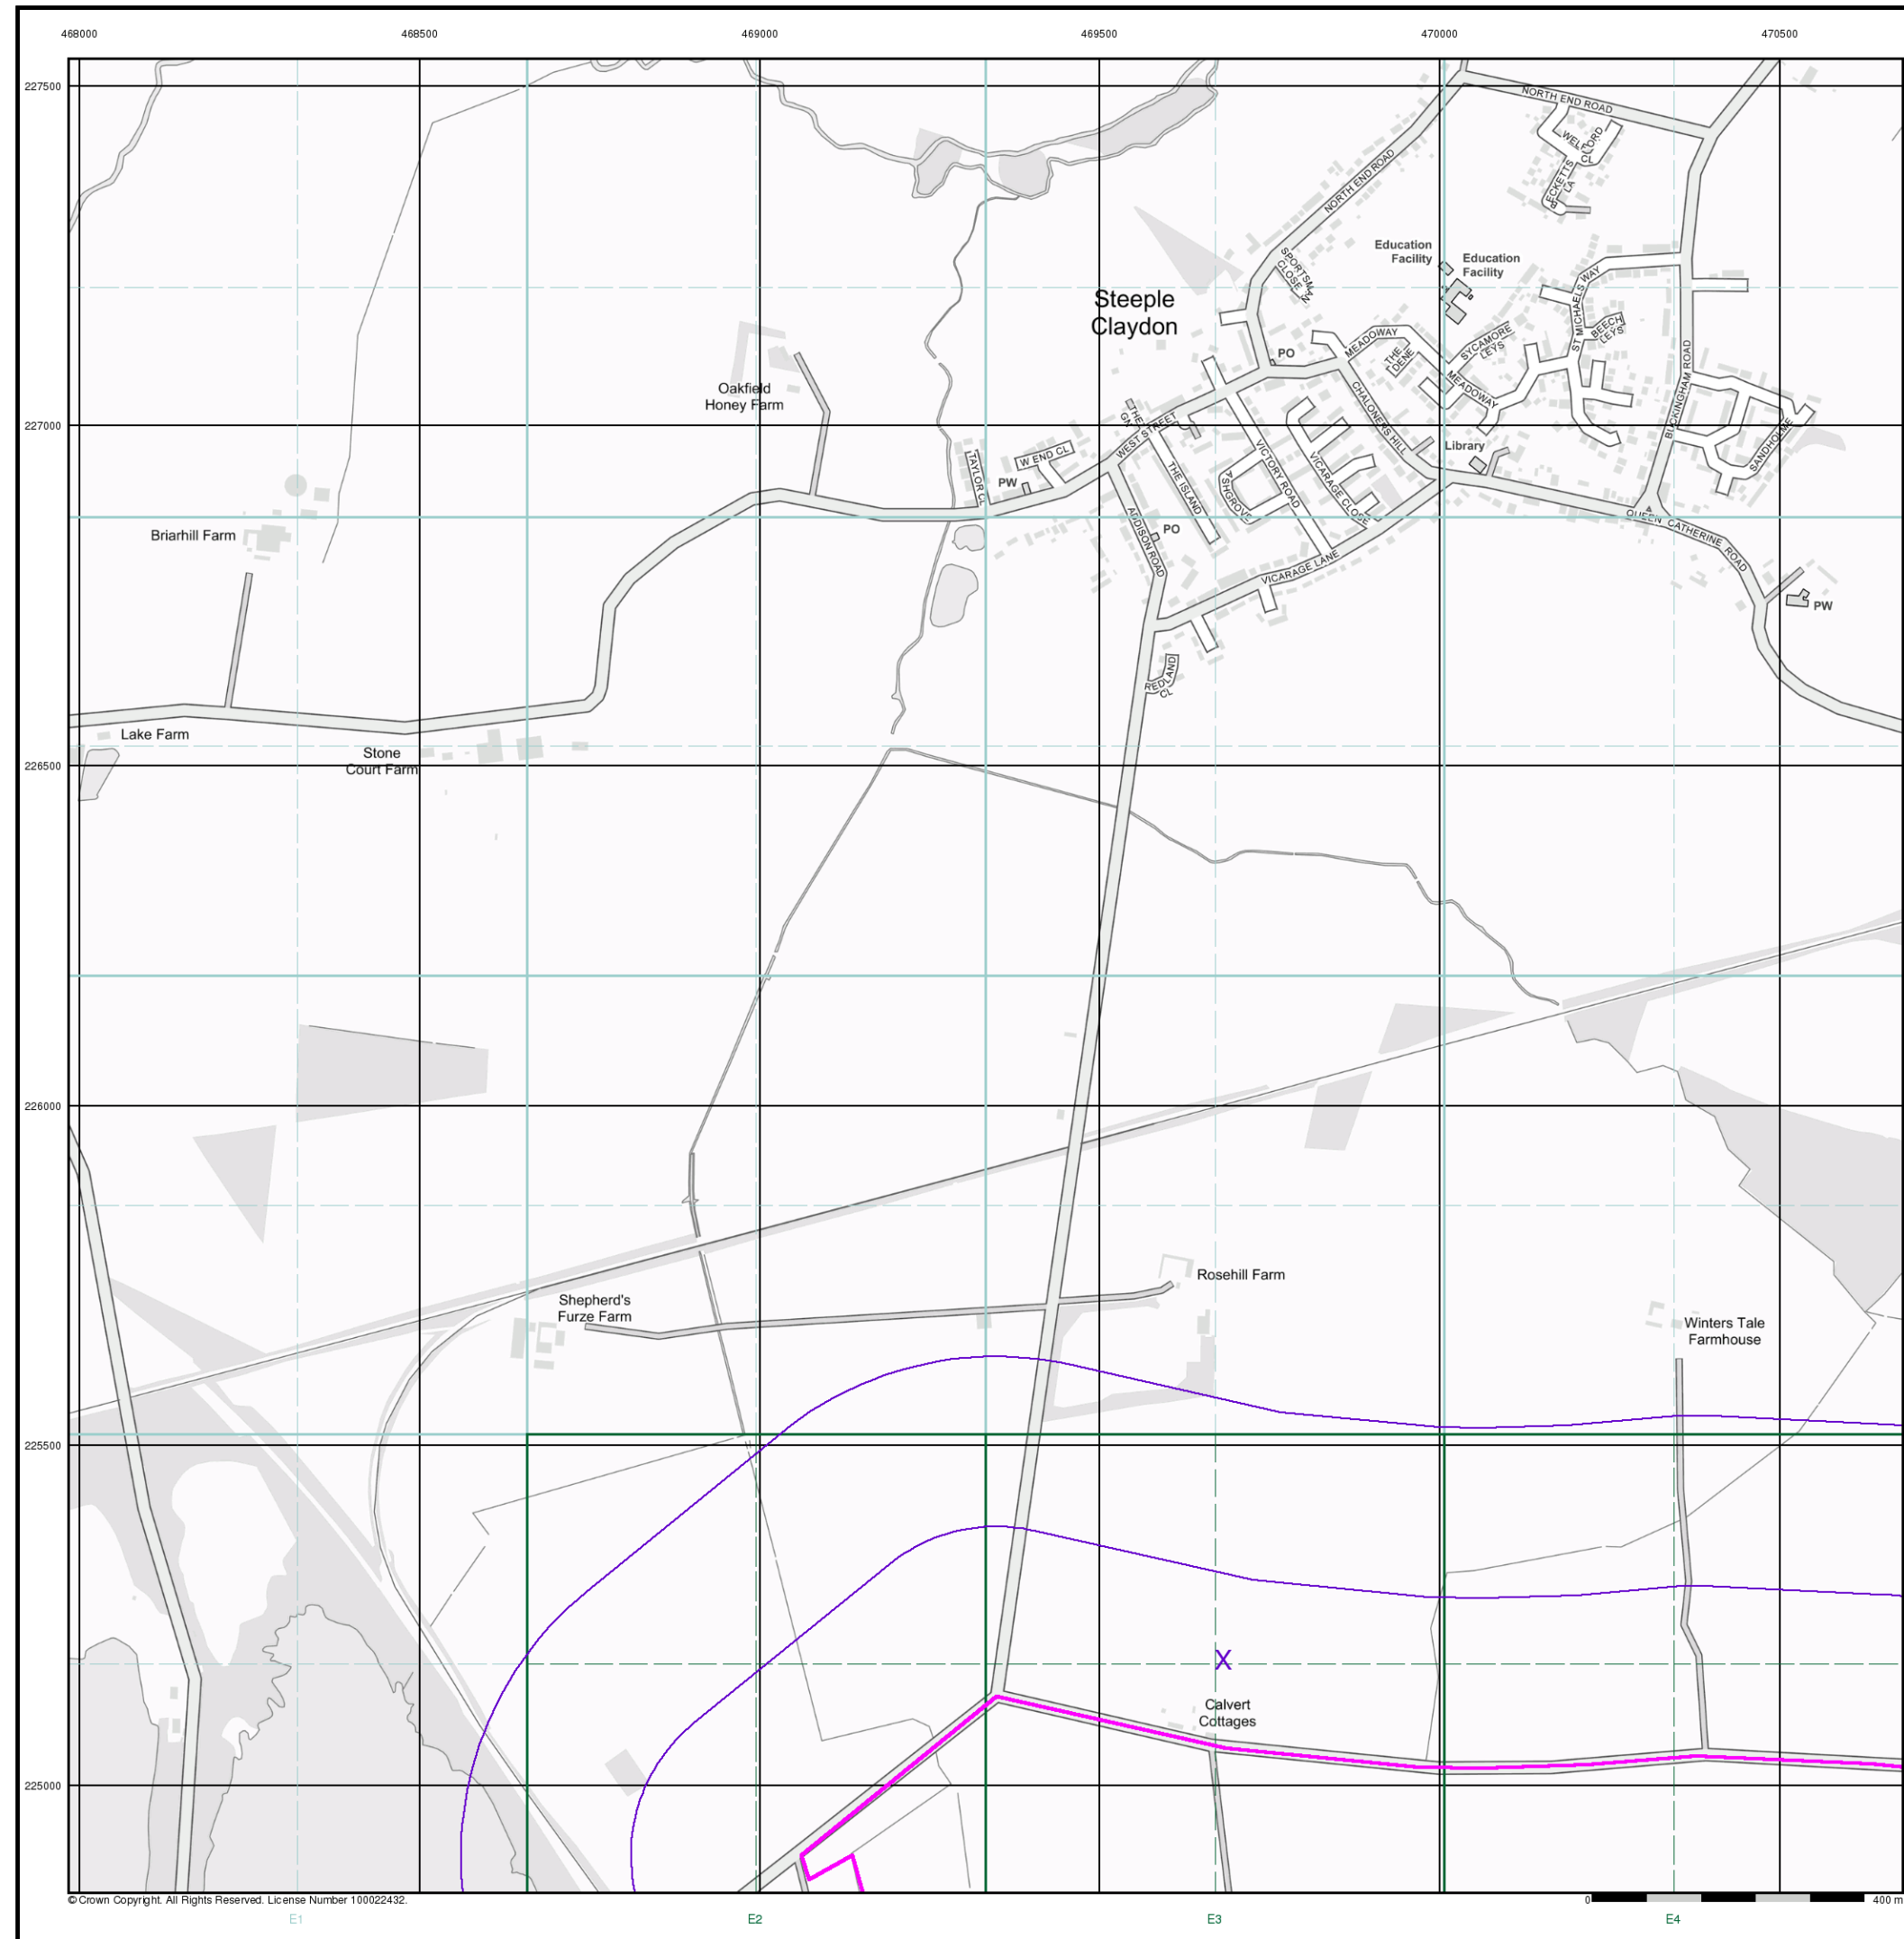 468000
468500
469000
469500
470000
470500
227500
NORTH END ROAD
CL
ECKETTS
LA
B
NORTH END ROAD
Education
Facility
Education
Facility
SPORTSMA
N
CLOSE
Steeple
Claydon
ST MICHAELS WAY
BEECH
LEYS
SYCAMORE
LEYS
MEADOWAY
THE
DENE
MEADOWAY
PO
BUCKINGHAM ROAD
Oakfield
Honey Farm
CHALONERS HILL
THE
GN
WEST STREET
227000
SANDHOLME
Library
W END CL
TAYLOR CL
PW
THE ISLAND
VICTORY ROAD
ASHGROVE
VICARAGE CLOSE
Briarhill Farm
ADDISON ROAD
PO
QUEEN CATHERINE ROAD
VICARAGE LANE
PW
REDLAND
CL
Lake Farm
Stone
Court Farm
226500
226000
Rosehill Farm
Shepherd's
Furze Farm
Winters Tale
Farmhouse
225500
X
Calvert
Cottages
225000
© Crown Copyright. All Rights Reserved. License Number 100022432.
0
400 m
E1
E2
E3
E4